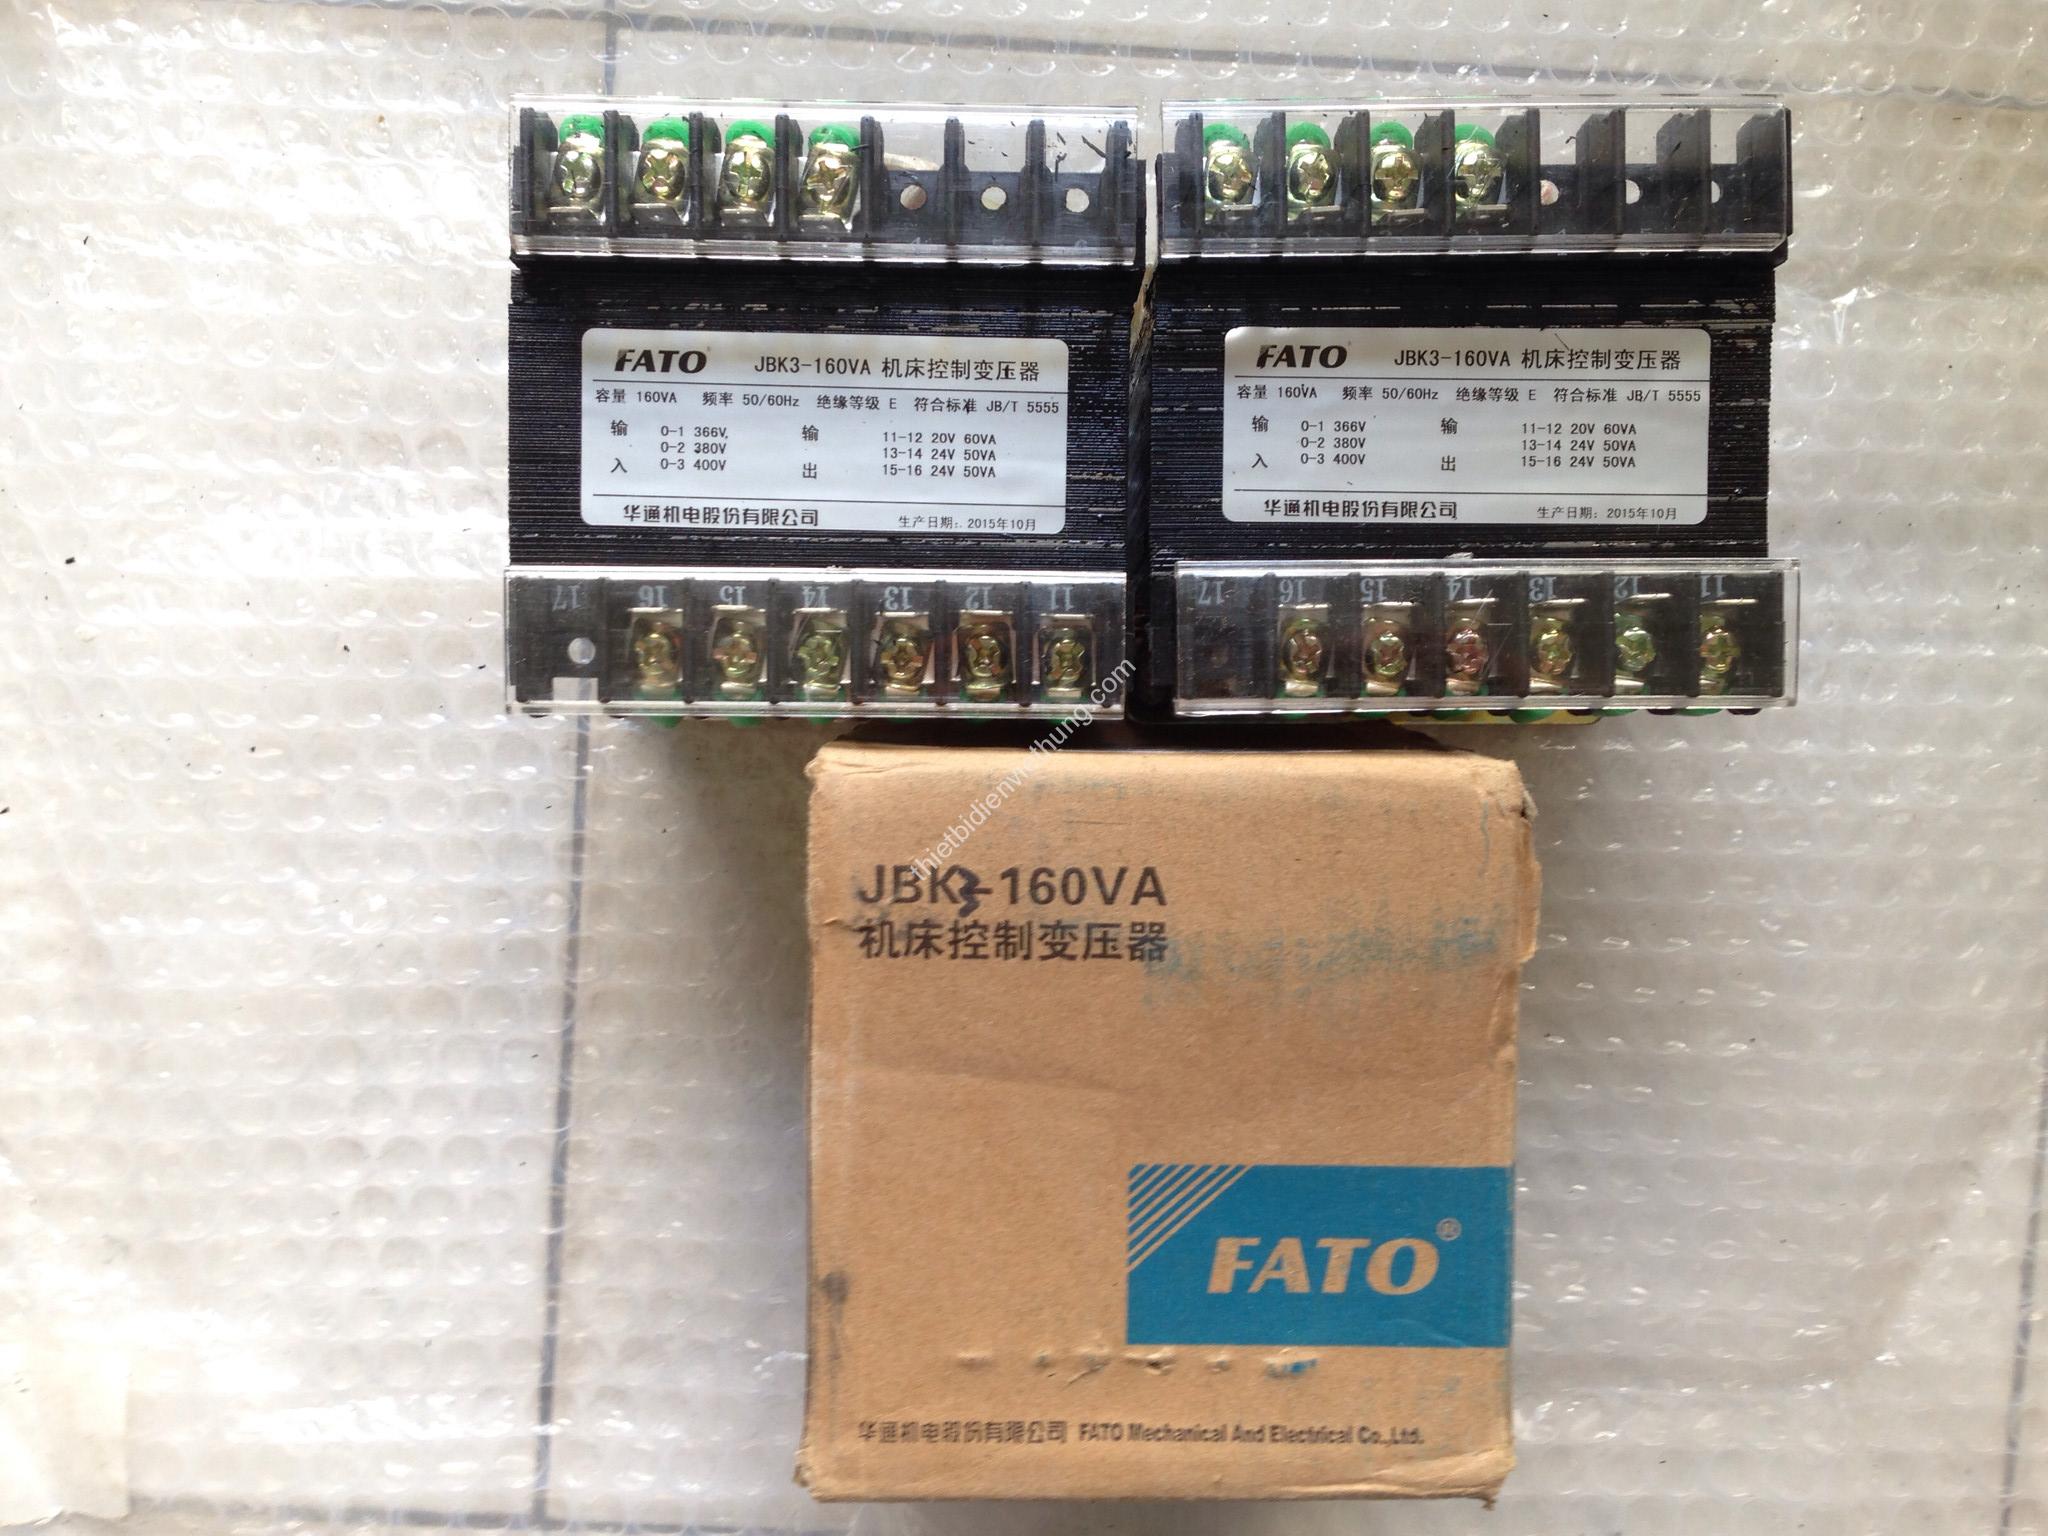 FATO JBK3-160VA 机床控制变压器
容量 160VA 频率 50/60Hz 绝缘等级 E 符合标准 JB/T 5555
输 0-1 366V 输 11-12 20V 60VA
0-2 380V 13-14 24V 50VA
入 0-3 400V 出 15-16 24V 50VA
华通机电股份有限公司 生产日期: 2015年10月
17 16 15 14 13 12 11
FATO JBK3-160VA 机床控制变压器
容量 160VA 频率 50/60Hz 绝缘等级 E 符合标准 JB/T 5555
输 0-1 366V 输 11-12 20V 60VA
0-2 380V 13-14 24V 50VA
入 0-3 400V 出 15-16 24V 50VA
华通机电股份有限公司 生产日期: 2015年10月
17 16 15 14 13 12 11
thietbidienviethung.com
JBK3-160VA
机床控制变压器
FATO®
华通机电股份有限公司 FATO Mechanical And Electrical Co.,Ltd.